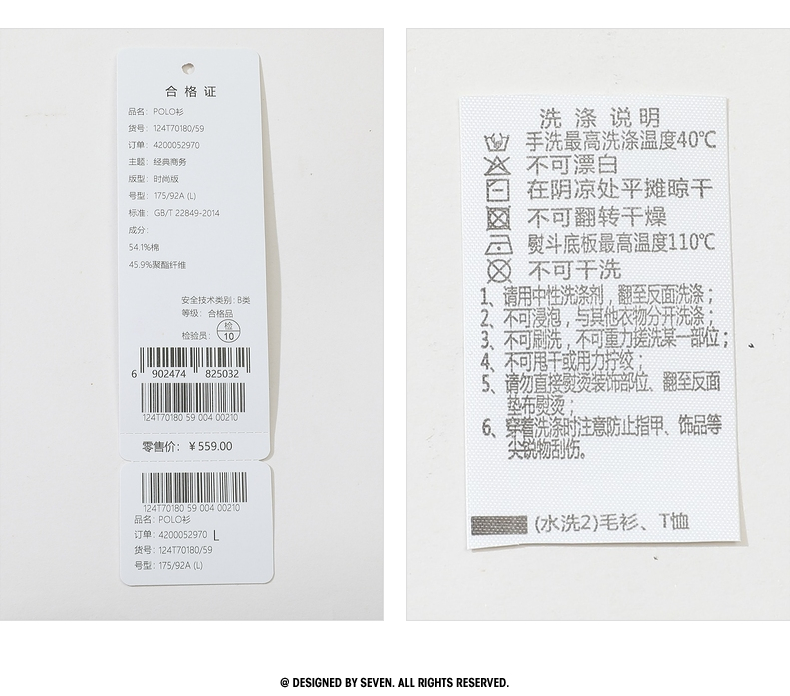 合格证
品名：POLO衫
货号：124T70180/59
订单：4200052970
主题：经典商务
版型：时尚版
号型：175/92A (L)
标准：GB/T 22849-2014
成分：
54.1%棉
45.9%聚酯纤维
安全技术类别：B类
等级：合格品
检验员：检10
6 902474 825032
124T70180 59 004 00210
零售价：￥559.00
124T70180 59 004 00210
品名：POLO衫
订单：4200052970 L
货号：124T70180/59
号型：175/92A (L)
洗涤说明
手洗最高洗涤温度40℃
不可漂白
在阴凉处平摊晾干
不可翻转干燥
熨斗底板最高温度110℃
不可干洗
1、请用中性洗涤剂，翻至反面洗涤；
2、不可浸泡，与其他衣物分开洗涤；
3、不可刷洗，不可重力搓洗某一部位；
4、不可甩干或用力拧绞；
5、请勿直接熨烫装饰部位、翻至反面
垫布熨烫；
6、穿着洗涤时注意防止指甲、饰品等
尖锐物刮伤。
(水洗2)毛衫、T恤
@ DESIGNED BY SEVEN. ALL RIGHTS RESERVED.